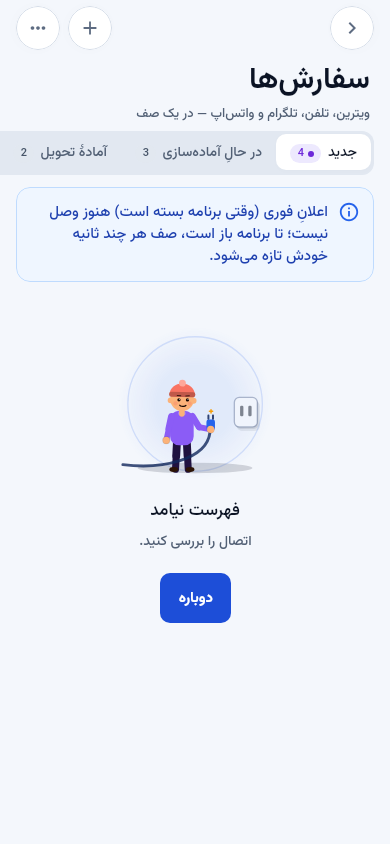 سفارش‌ها
ویترین، تلفن، تلگرام و واتس‌اپ — در یک صف
جدید 4 در حالِ آماده‌سازی 3 آمادهٔ تحویل 2
اعلانِ فوری (وقتی برنامه بسته است) هنوز وصل
نیست؛ تا برنامه باز است، صف هر چند ثانیه
خودش تازه می‌شود.
فهرست نیامد
اتصال را بررسی کنید.
دوباره